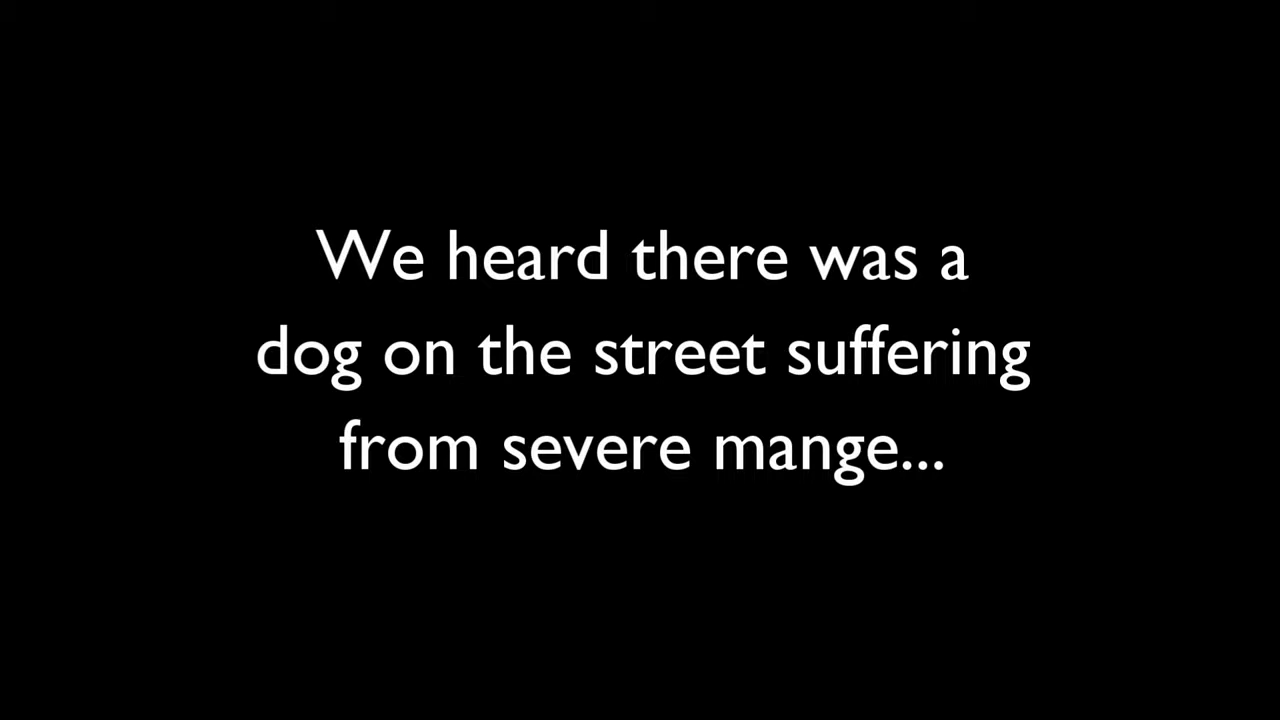 We heard there was a
dog on the street suffering
from severe mange...